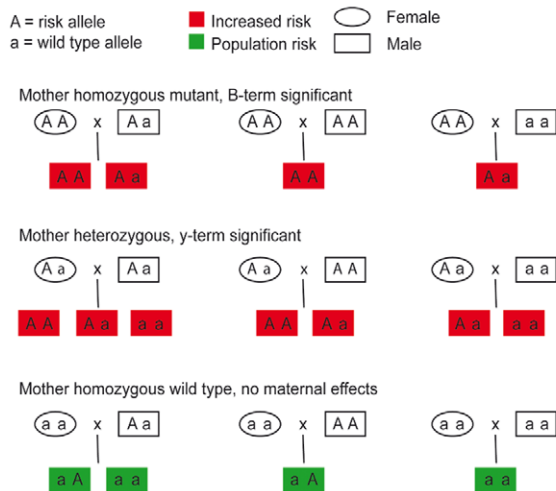 A = risk allele
a = wild type allele
Increased risk
Population risk
Female
Male
Mother homozygous mutant, B-term significant
A A x A a
A A x A A
A A x a a
A A A a
A A
A a
Mother heterozygous, y-term significant
A a x A a
A a x A A
A a x a a
A A A a a a
A A A a
A a a a
Mother homozygous wild type, no maternal effects
a a x A a
a a x A A
a a x a a
a A a a
a A
a a